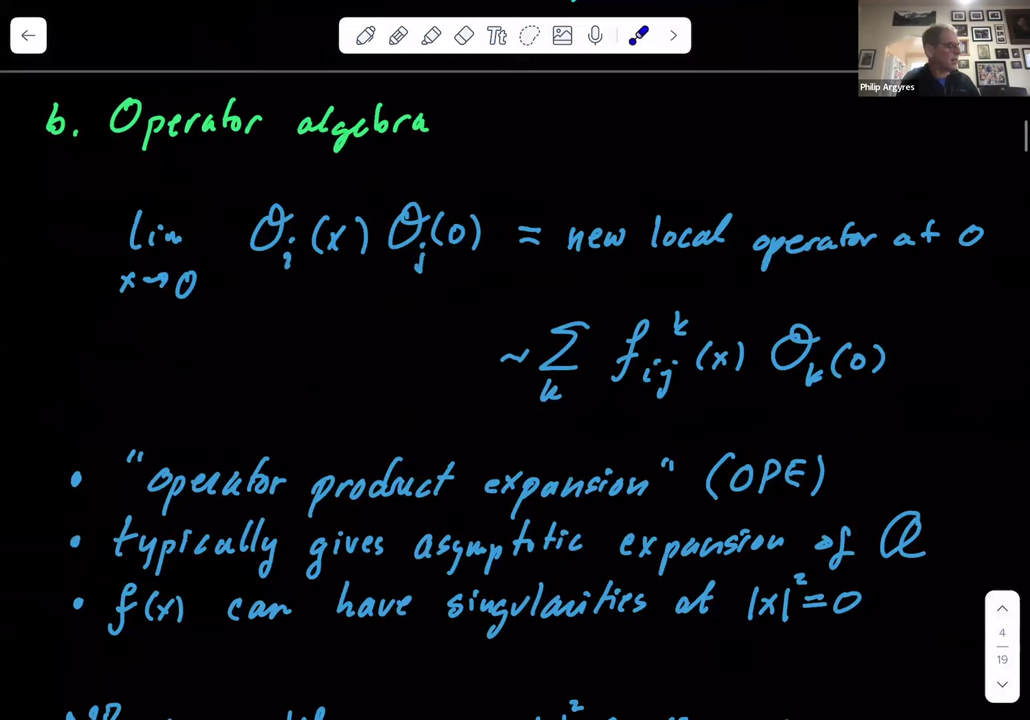 Tt
Philip Argyres
b. Operator algebra
lim O_i(x) O_j(0) = new local operator at 0
x→0
~ Σ_k f_ij^k (x) O_k(0)
• "operator product expansion" (OPE)
• typically gives asymptotic expansion of
• f(x) can have singularities at |x|²=0
4
19